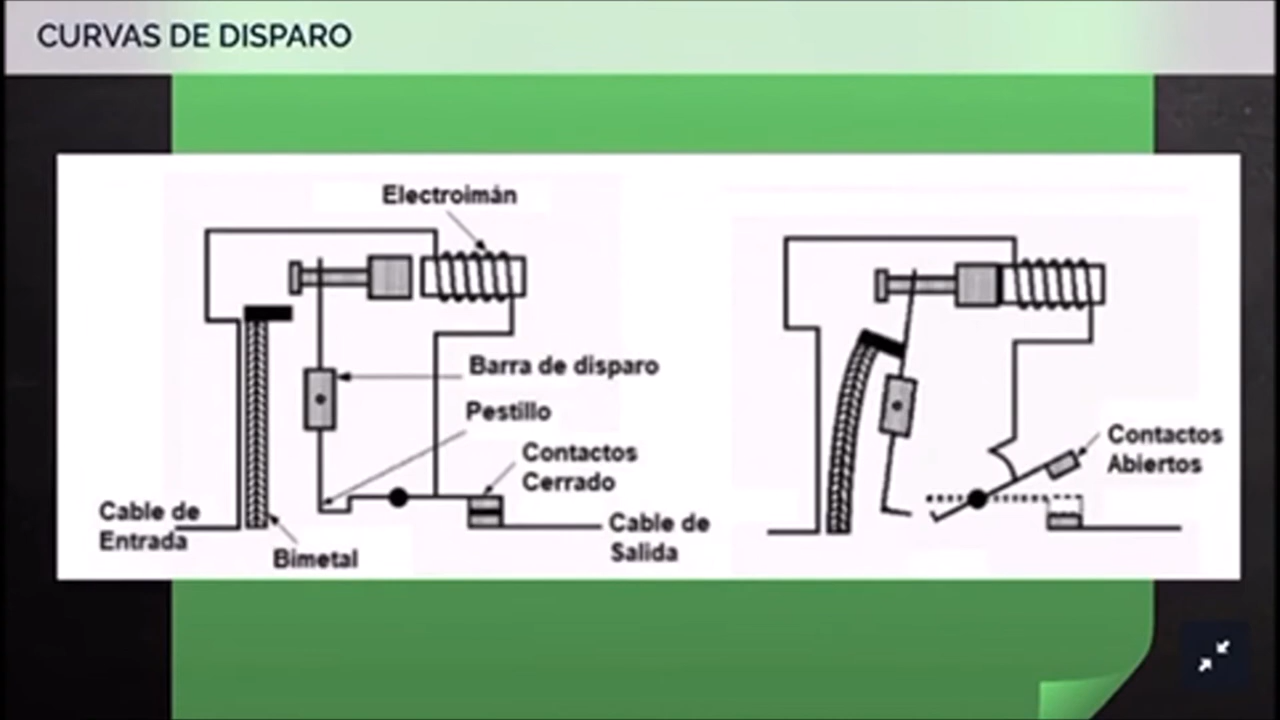 CURVAS DE DISPARO
Electroimán
Barra de disparo
Pestillo
Contactos
Cerrado
Cable de
Entrada
Bimetal
Cable de
Salida
Contactos
Abiertos